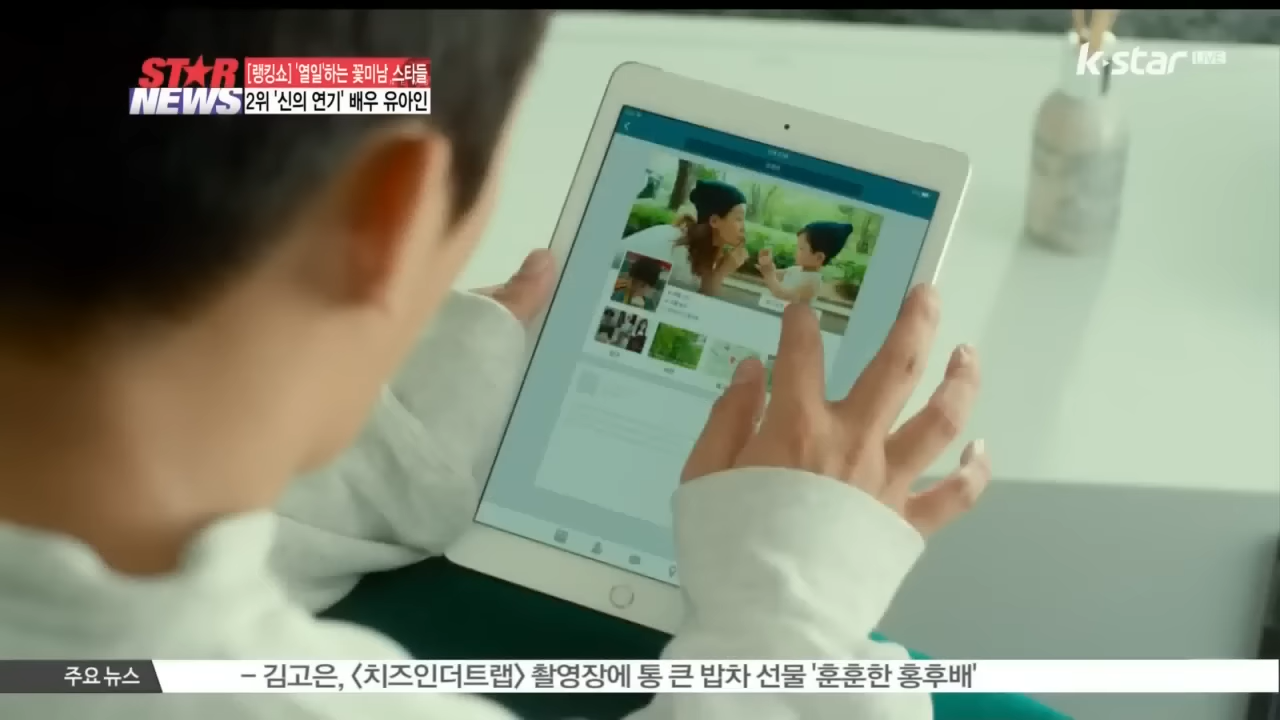 STAR NEWS
[랭킹쇼] '열일'하는 꽃미남 스타들
2위 '신의 연기' 배우 유아인
k·star LIVE
주요뉴스
– 김고은, <치즈인더트랩> 촬영장에 통 큰 밥차 선물 '훈훈한 홍후배'